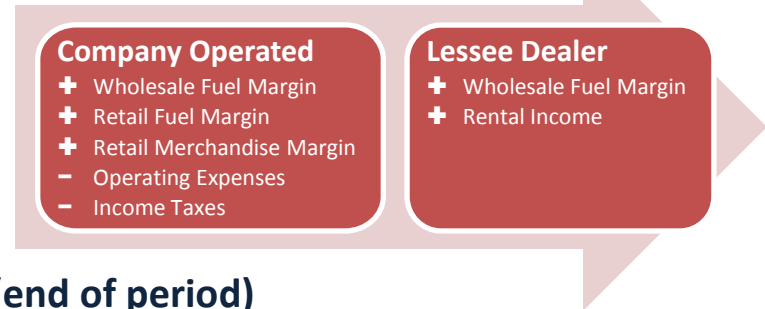 Company Operated
+ Wholesale Fuel Margin
+ Retail Fuel Margin
+ Retail Merchandise Margin
- Operating Expenses
- Income Taxes
Lessee Dealer
+ Wholesale Fuel Margin
+ Rental Income
end of period)